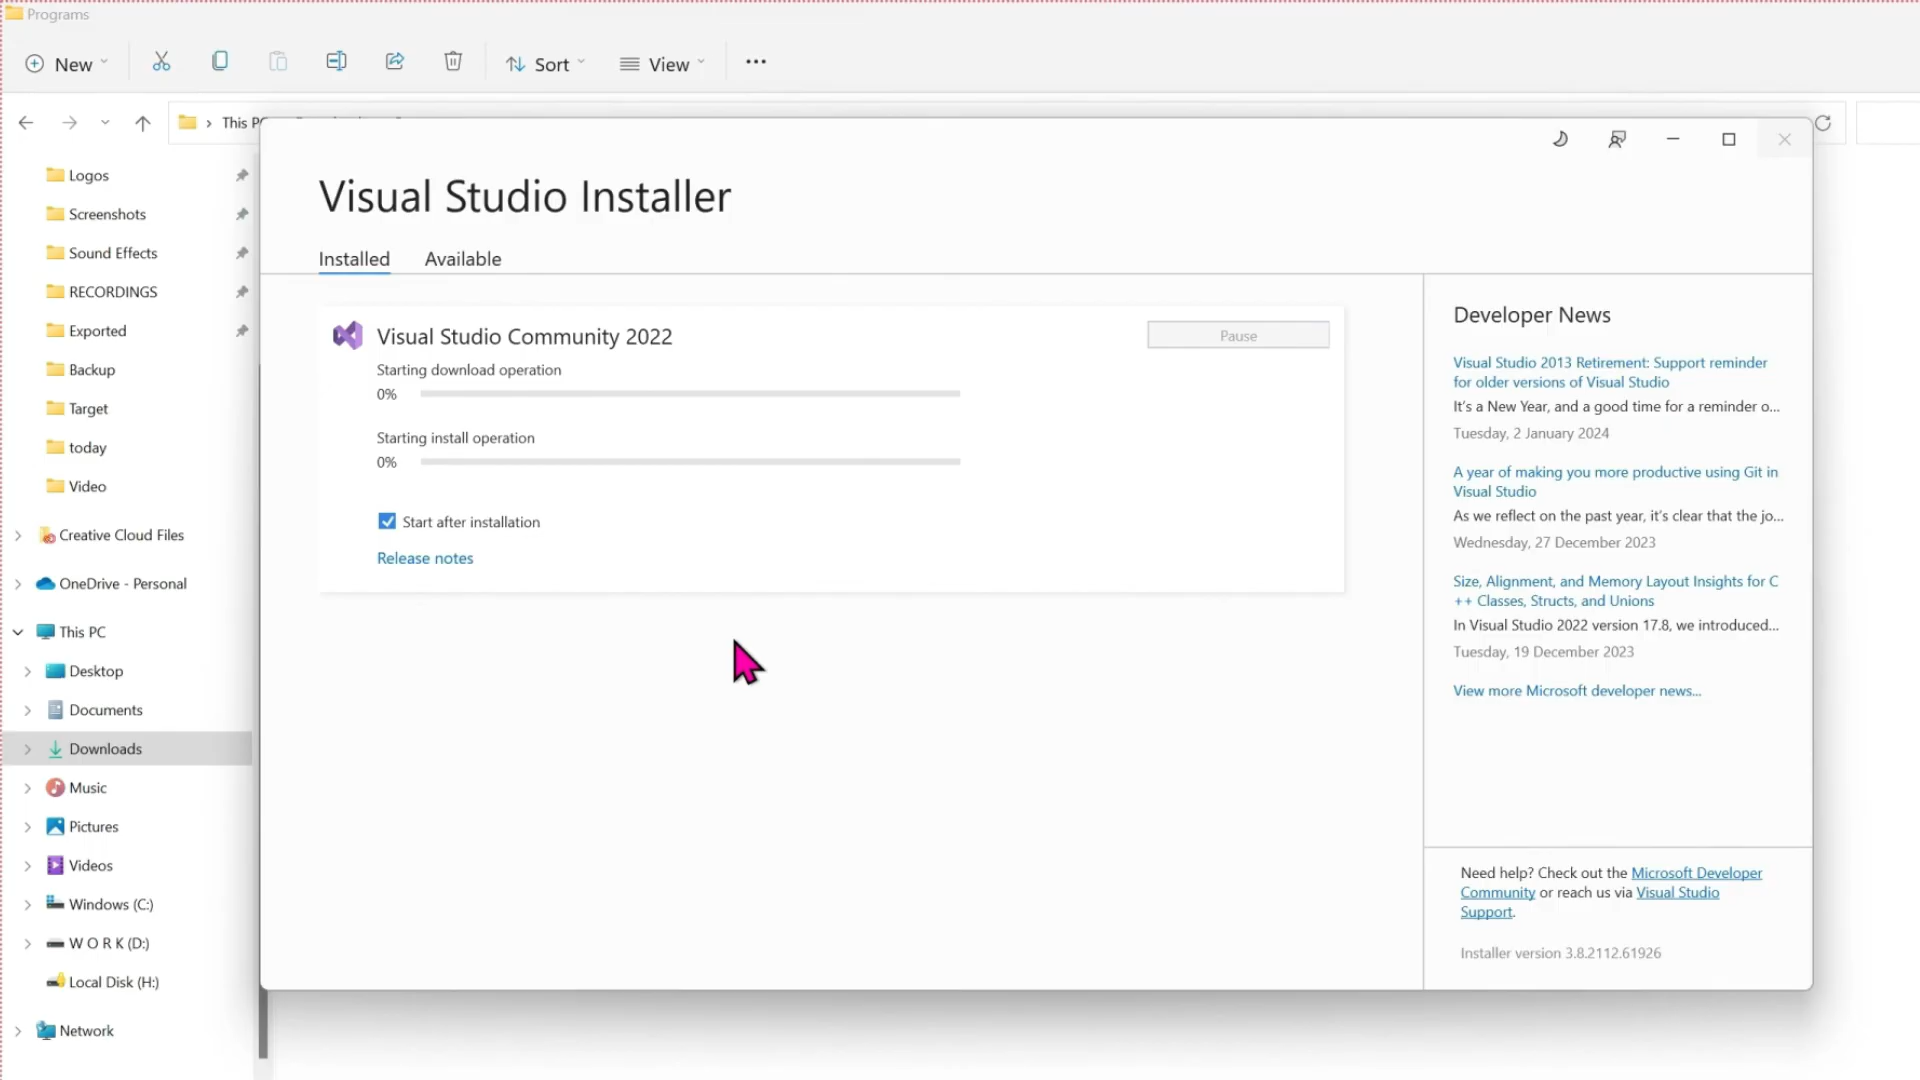 Programs
New
Sort
View
This PC
Logos
Screenshots
Sound Effects
RECORDINGS
Exported
Backup
Target
today
Video
Creative Cloud Files
OneDrive - Personal
This PC
Desktop
Documents
Downloads
Music
Pictures
Videos
Windows (C:)
W O R K (D:)
Local Disk (H:)
Network
Visual Studio Installer
Installed
Available
Visual Studio Community 2022
Pause
Starting download operation
0%
Starting install operation
0%
Start after installation
Release notes
Developer News
Visual Studio 2013 Retirement: Support reminder
for older versions of Visual Studio
It's a New Year, and a good time for a reminder o...
Tuesday, 2 January 2024
A year of making you more productive using Git in
Visual Studio
As we reflect on the past year, it's clear that the jo...
Wednesday, 27 December 2023
Size, Alignment, and Memory Layout Insights for C
++ Classes, Structs, and Unions
In Visual Studio 2022 version 17.8, we introduced...
Tuesday, 19 December 2023
View more Microsoft developer news...
Need help? Check out the Microsoft Developer
Community or reach us via Visual Studio
Support.
Installer version 3.8.2112.61926